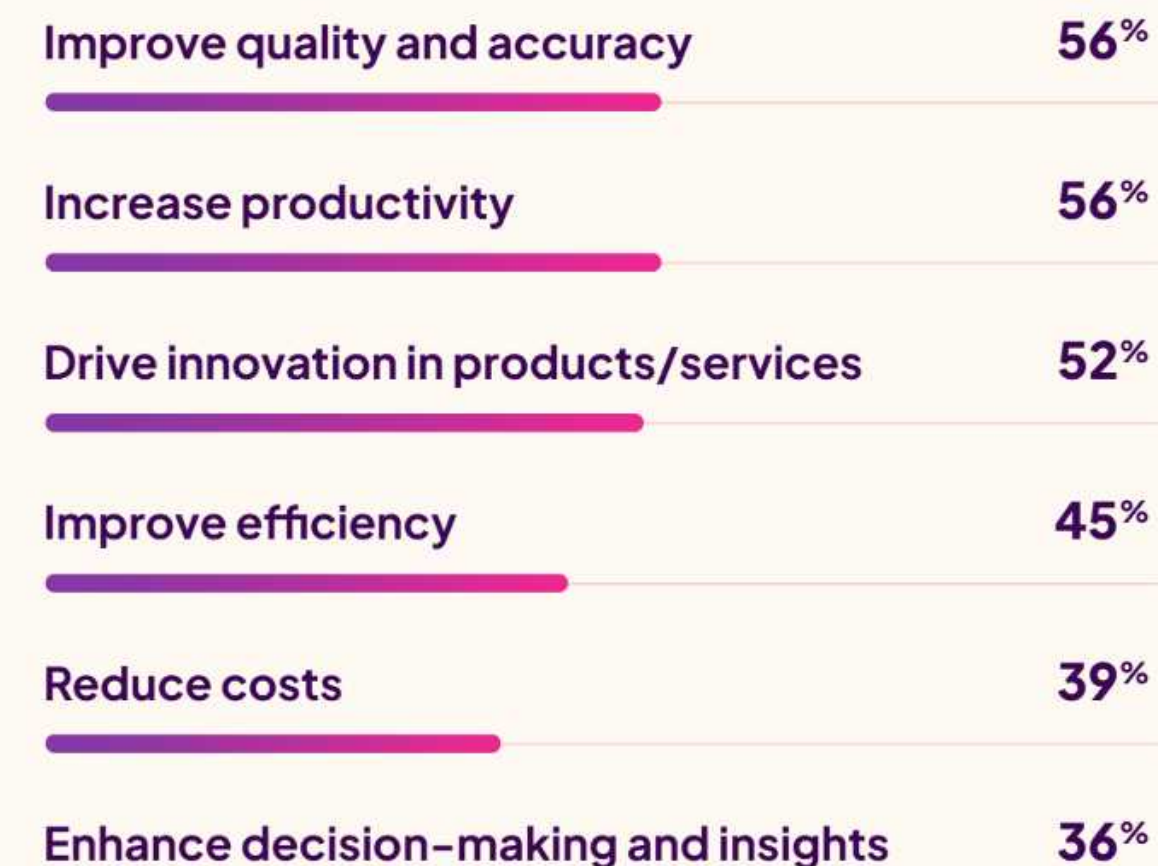 Improve quality and accuracy 56%
Increase productivity 56%
Drive innovation in products/services 52%
Improve efficiency 45%
Reduce costs 39%
Enhance decision-making and insights 36%